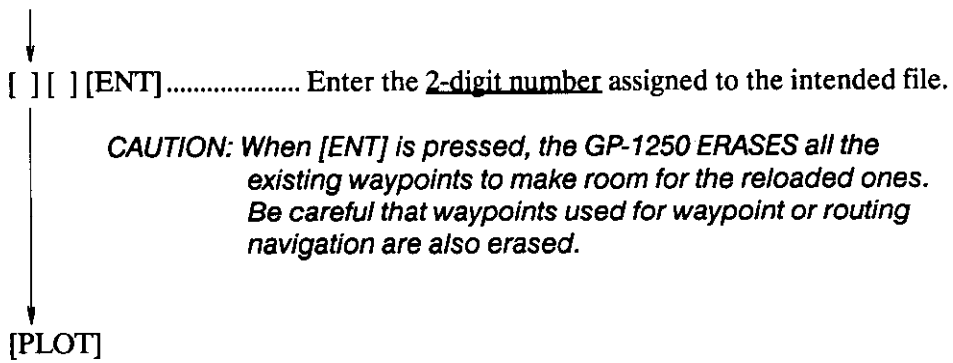 [ ] [ ] [ENT]..................... Enter the 2-digit number assigned to the intended file.
CAUTION: When [ENT] is pressed, the GP-1250 ERASES all the
existing waypoints to make room for the reloaded ones.
Be careful that waypoints used for waypoint or routing
navigation are also erased.
[PLOT]